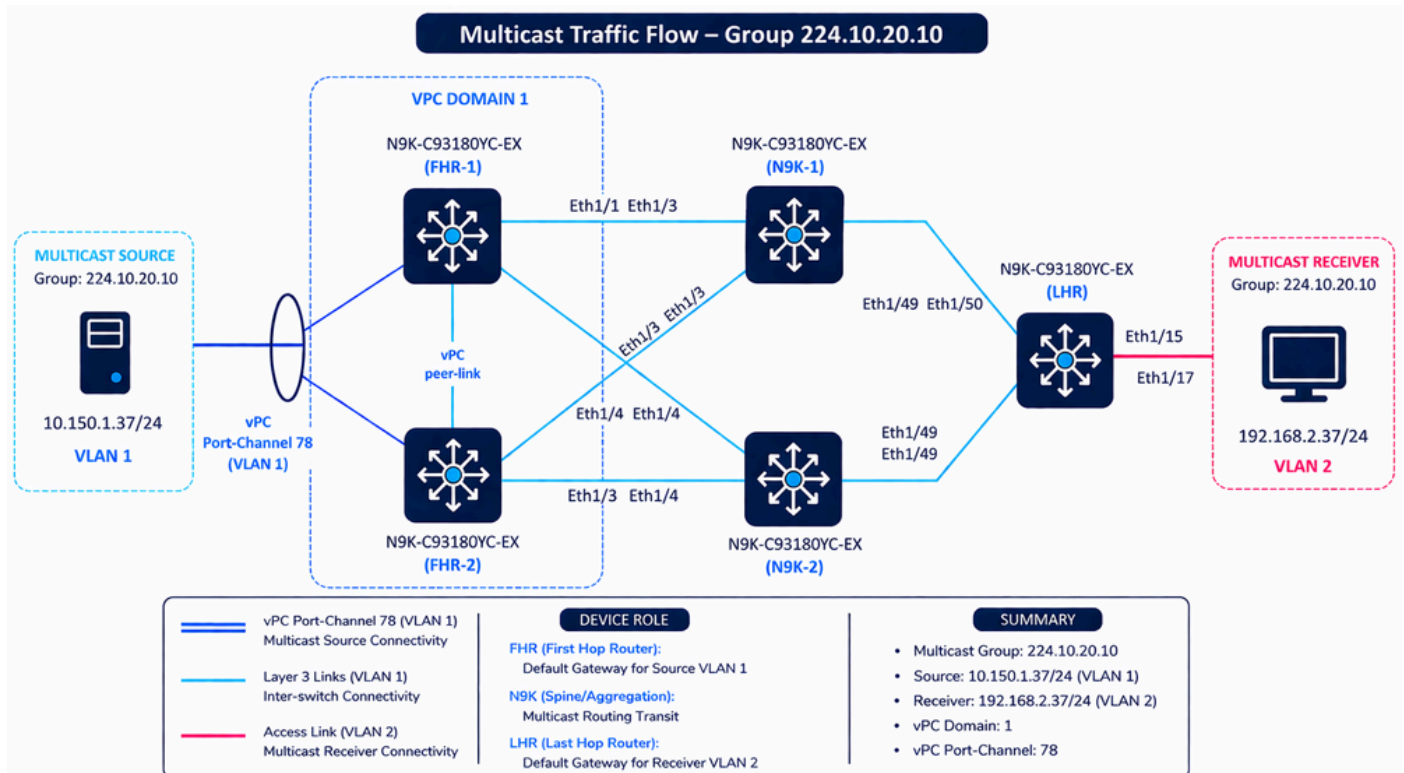 Multicast Traffic Flow – Group 224.10.20.10
VPC DOMAIN 1
N9K-C93180YC-EX
(FHR-1)
N9K-C93180YC-EX
(N9K-1)
Eth1/1 Eth1/3
MULTICAST SOURCE
Group: 224.10.20.10
10.150.1.37/24
VLAN 1
vPC
Port-Channel 78
(VLAN 1)
vPC
peer-link
Eth1/3 Eth1/3
Eth1/4 Eth1/4
Eth1/3 Eth1/4
N9K-C93180YC-EX
(FHR-2)
N9K-C93180YC-EX
(N9K-2)
N9K-C93180YC-EX
(LHR)
Eth1/49 Eth1/50
Eth1/49
Eth1/49
Eth1/15
Eth1/17
MULTICAST RECEIVER
Group: 224.10.20.10
192.168.2.37/24
VLAN 2
vPC Port-Channel 78 (VLAN 1)
Multicast Source Connectivity
Layer 3 Links (VLAN 1)
Inter-switch Connectivity
Access Link (VLAN 2)
Multicast Receiver Connectivity
DEVICE ROLE
FHR (First Hop Router):
Default Gateway for Source VLAN 1
N9K (Spine/Aggregation):
Multicast Routing Transit
LHR (Last Hop Router):
Default Gateway for Receiver VLAN 2
SUMMARY
• Multicast Group: 224.10.20.10
• Source: 10.150.1.37/24 (VLAN 1)
• Receiver: 192.168.2.37/24 (VLAN 2)
• vPC Domain: 1
• vPC Port-Channel: 78